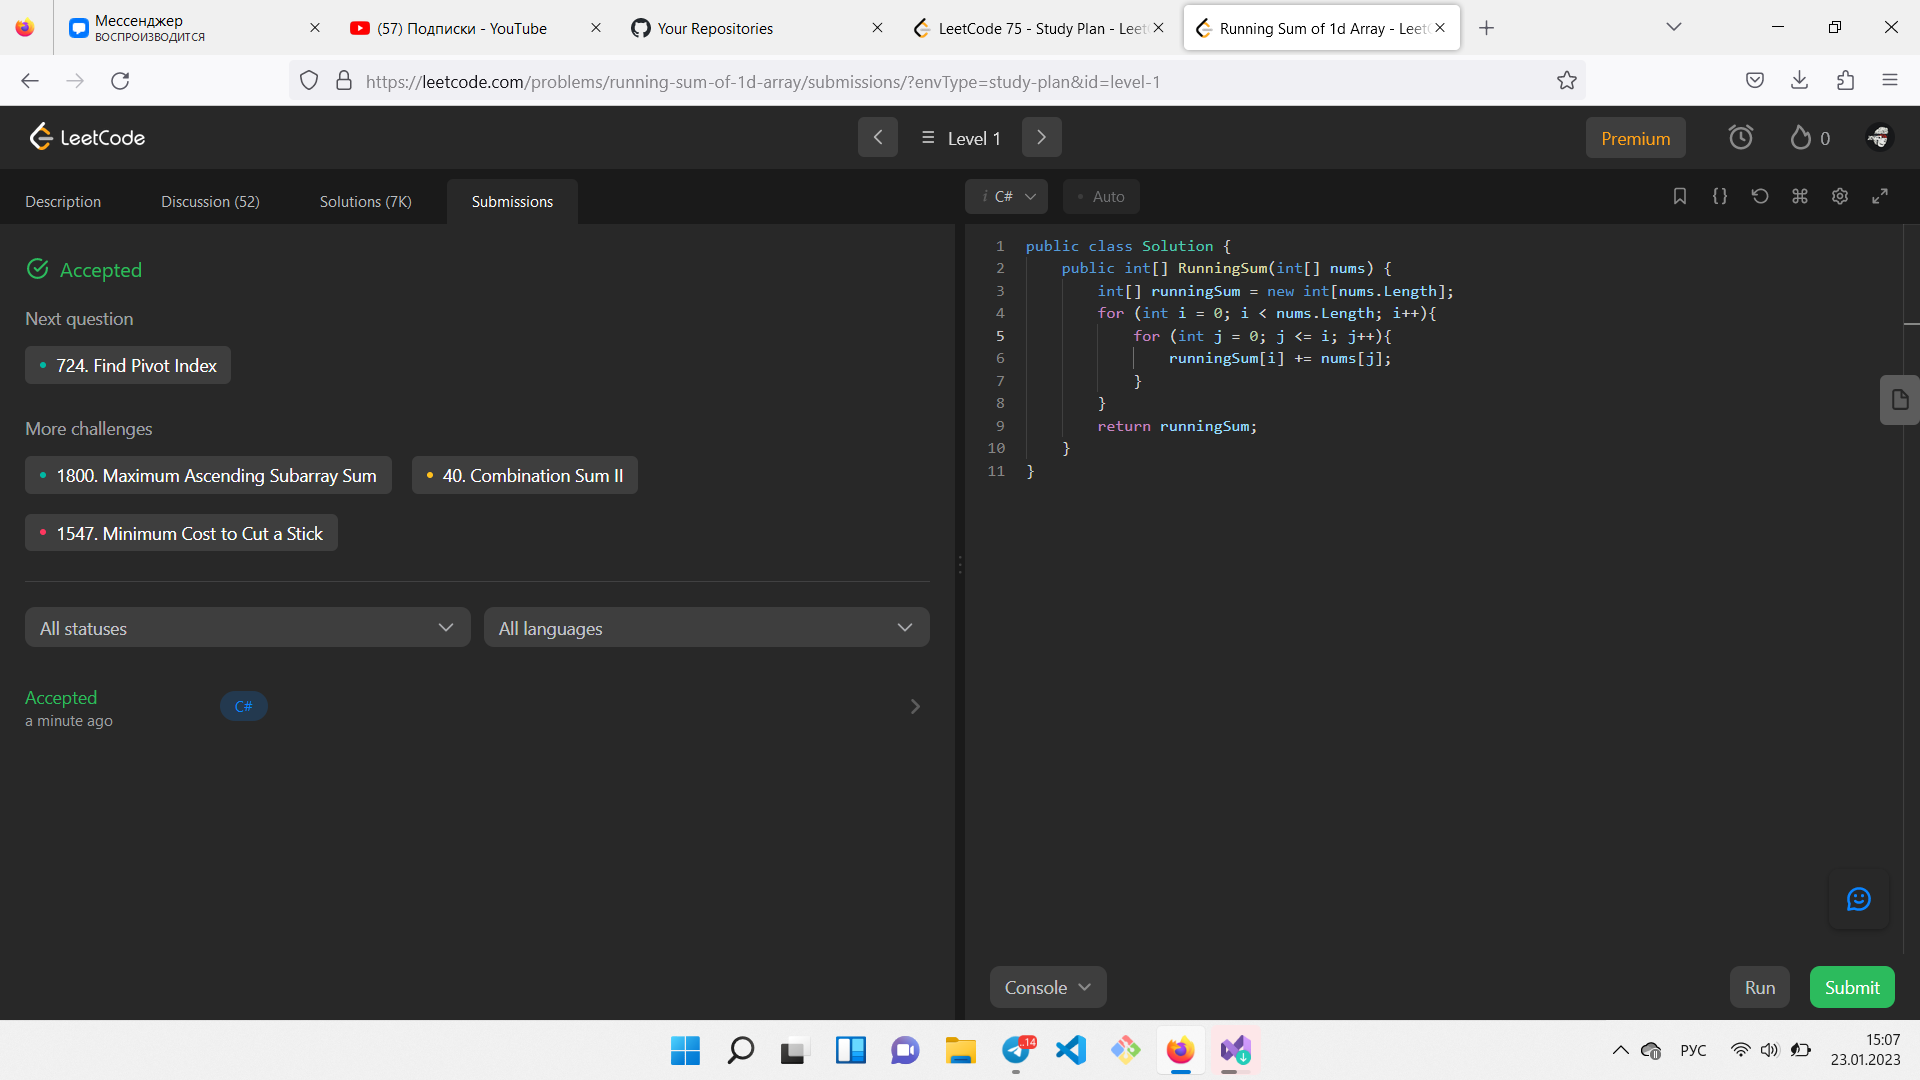 Мессенджер
ВОСПРОИЗВОДИТСЯ
(57) Подписки - YouTube
Your Repositories
LeetCode 75 - Study Plan - Leet
Running Sum of 1d Array - Leet
https://leetcode.com/problems/running-sum-of-1d-array/submissions/?envType=study-plan&id=level-1
LeetCode
Level 1
Premium
0
Description
Discussion (52)
Solutions (7K)
Submissions
i C#
• Auto
Accepted
Next question
• 724. Find Pivot Index
More challenges
• 1800. Maximum Ascending Subarray Sum
• 40. Combination Sum II
• 1547. Minimum Cost to Cut a Stick
All statuses
All languages
Accepted
a minute ago
C#
1 public class Solution {
2 public int[] RunningSum(int[] nums) {
3 int[] runningSum = new int[nums.Length];
4 for (int i = 0; i < nums.Length; i++){
5 for (int j = 0; j <= i; j++){
6 runningSum[i] += nums[j];
7 }
8 }
9 return runningSum;
10 }
11 }
Console
Run
Submit
..14
РУС
15:07
23.01.2023